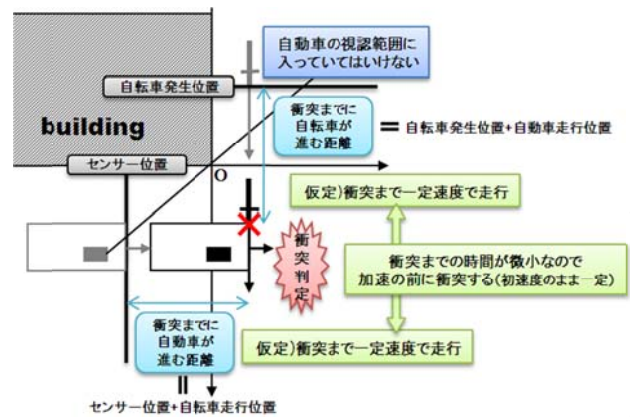 自動車の視認範囲に
入っていてはいけない
自転車発生位置
building
衝突までに
自転車が
進む距離
= 自転車発生位置+自動車走行位置
センサー位置
O
仮定)衝突まで一定速度で走行
衝突判定
衝突までの時間が微小なので
加速の前に衝突する(初速度のまま一定)
衝突までに
自動車が
進む距離
仮定)衝突まで一定速度で走行
=
センサー位置+自転車走行位置